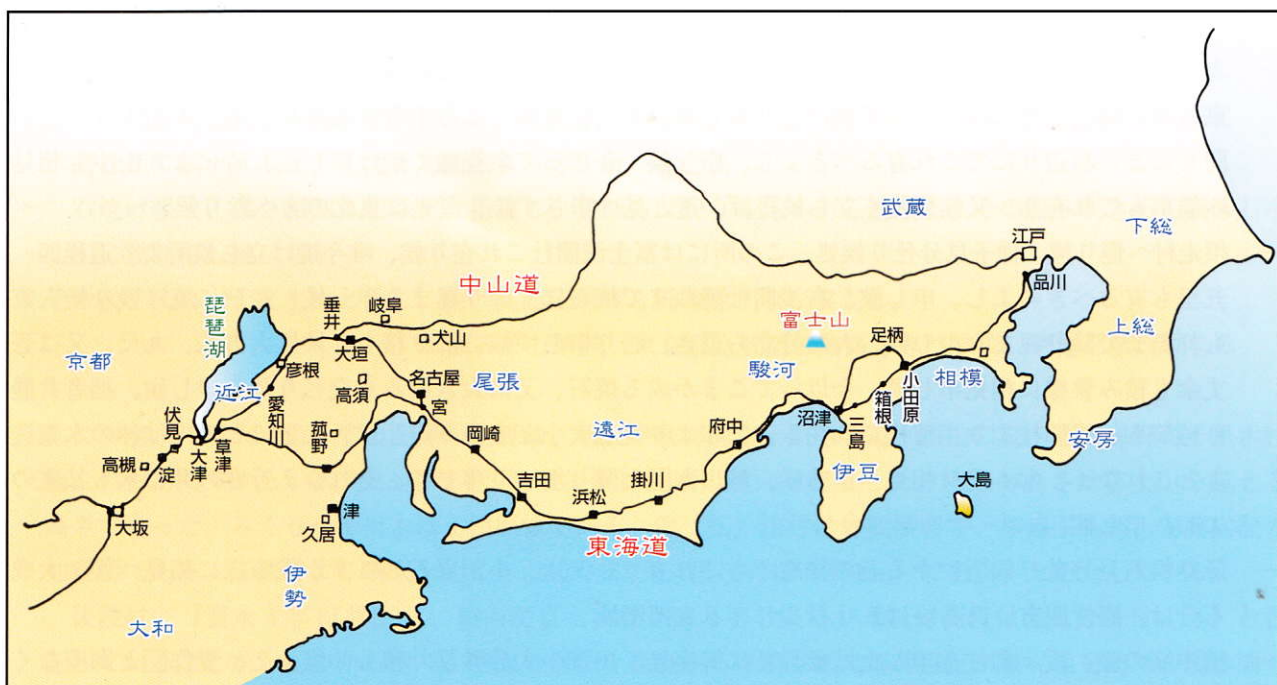 武蔵
下総
江戸
中山道
品川
琵琶湖
垂井
岐阜
富士山
足柄
上総
京都
大垣
犬山
彦根
駿河
近江
名古屋
尾張
相模
高須
宮
小田原
愛知川
箱根
伏見
菰野
沼津
三島
草津
大津
岡崎
遠江
府中
安房
高槻
淀
伊豆
大島
吉田
浜松
掛川
津
大坂
久居
東海道
伊勢
大和